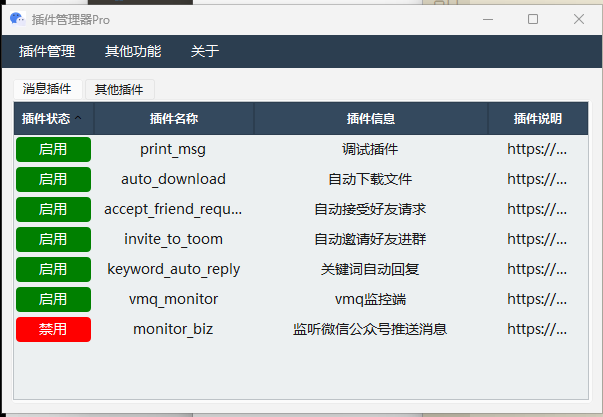 插件管理器Pro
插件管理 其他功能 关于
消息插件 其他插件
插件状态 插件名称 插件信息 插件说明
启用 print_msg 调试插件 https://...
启用 auto_download 自动下载文件 https://...
启用 accept_friend_requ... 自动接受好友请求 https://...
启用 invite_to_toom 自动邀请好友进群 https://...
启用 keyword_auto_reply 关键词自动回复 https://...
启用 vmq_monitor vmq监控端 https://...
禁用 monitor_biz 监听微信公众号推送消息 https://...